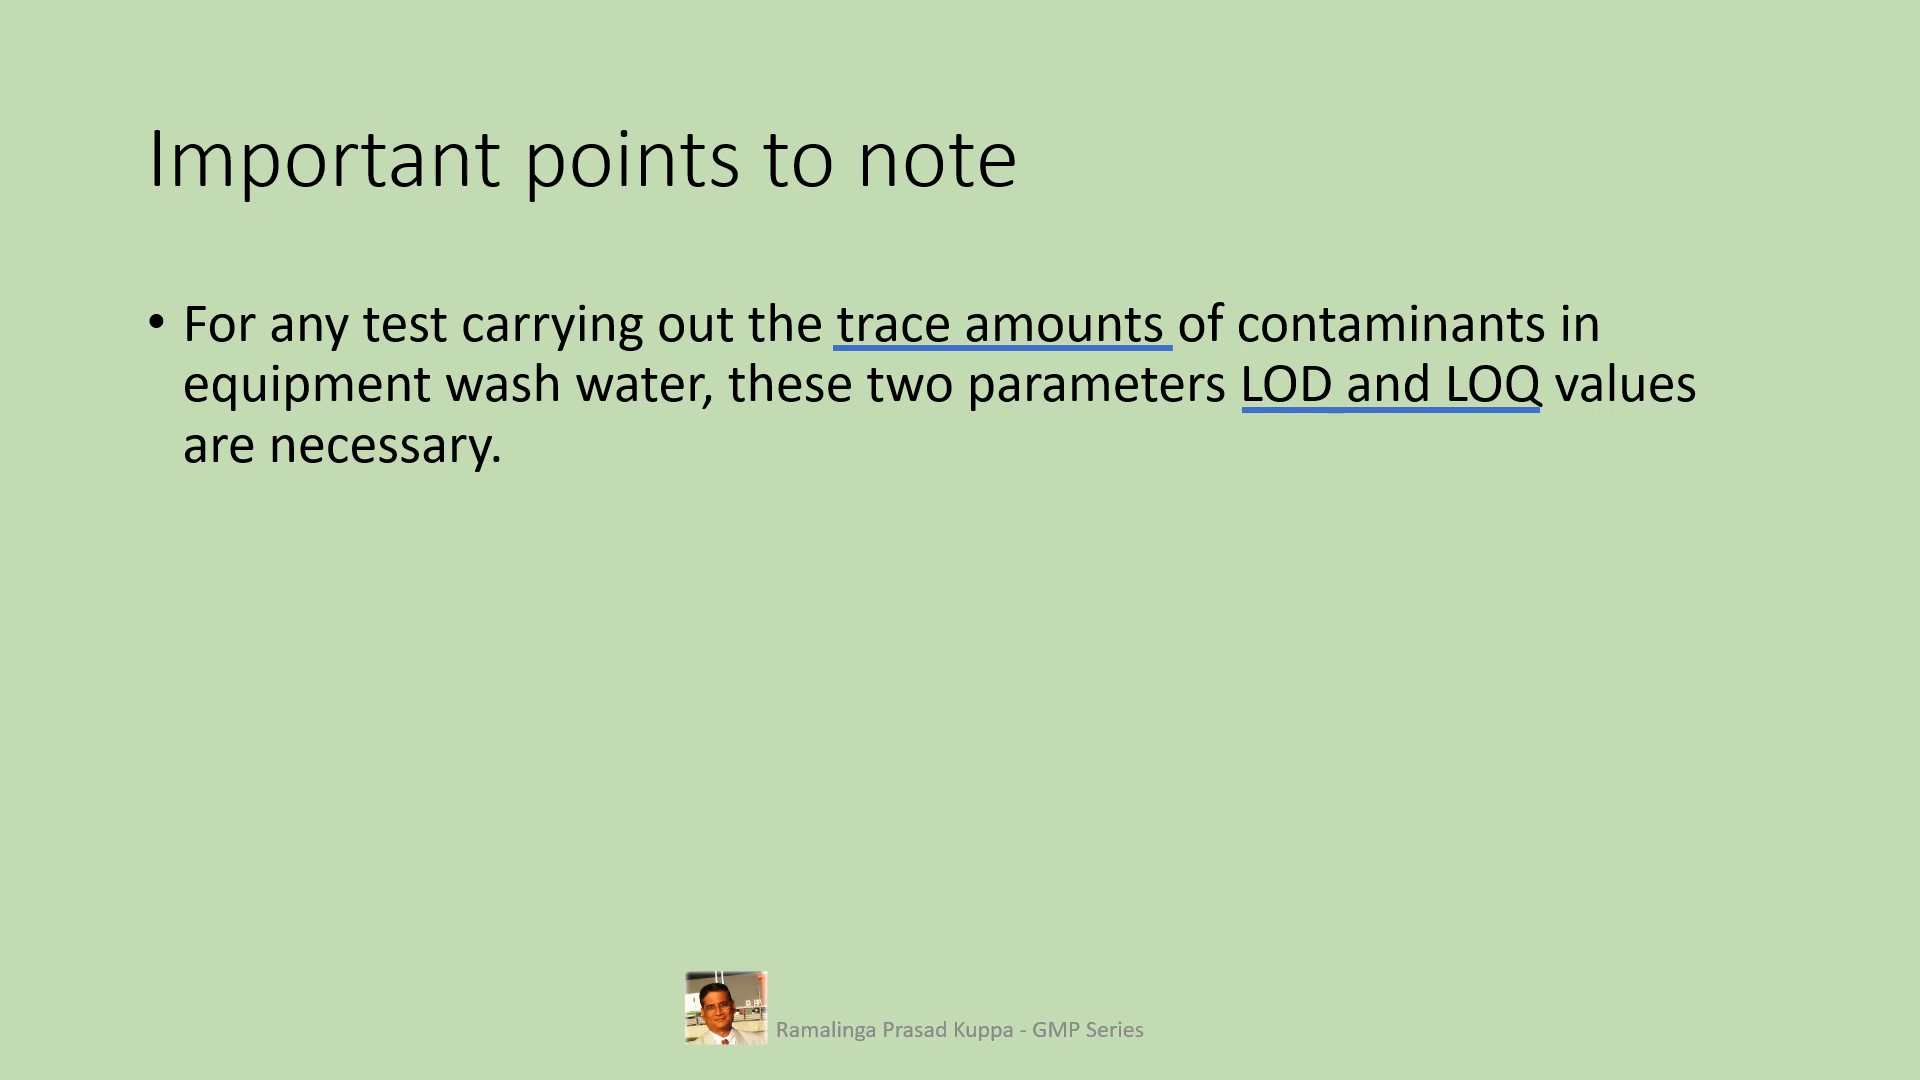 Important points to note
• For any test carrying out the trace amounts of contaminants in
equipment wash water, these two parameters LOD and LOQ values
are necessary.
Ramalinga Prasad Kuppa - GMP Series